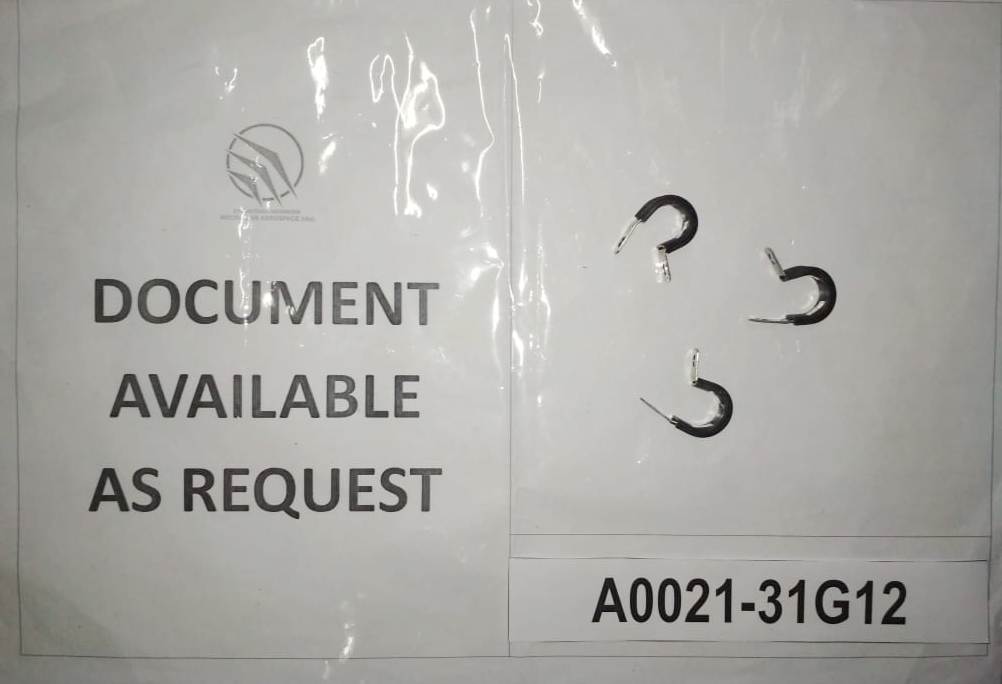 DOCUMENT
AVAILABLE
AS REQUEST
A0021-31G12